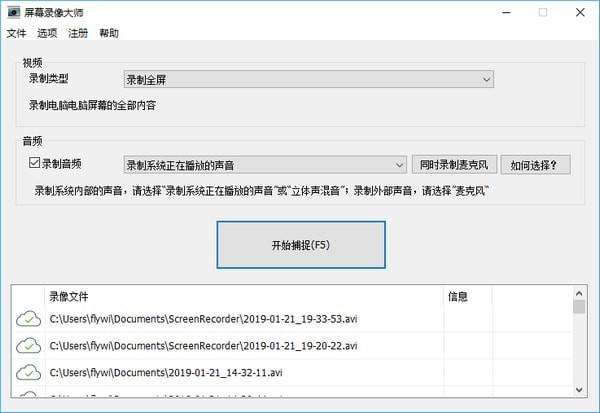 屏幕录像大师
文件 选项 注册 帮助
视频
录制类型 录制全屏
录制电脑电脑屏幕的全部内容
音频
录制音频 录制系统正在播放的声音 同时录制麦克风 如何选择?
录制系统内部的声音，请选择"录制系统正在播放的声音"或"立体声混音"；录制外部声音，请选择"麦克风"
开始捕捉(F5)
录像文件 信息
C:\Users\flywi\Documents\ScreenRecorder\2019-01-21_19-33-53.avi
C:\Users\flywi\Documents\ScreenRecorder\2019-01-21_19-20-22.avi
C:\Users\flywi\Documents\2019-01-21_14-32-11.avi